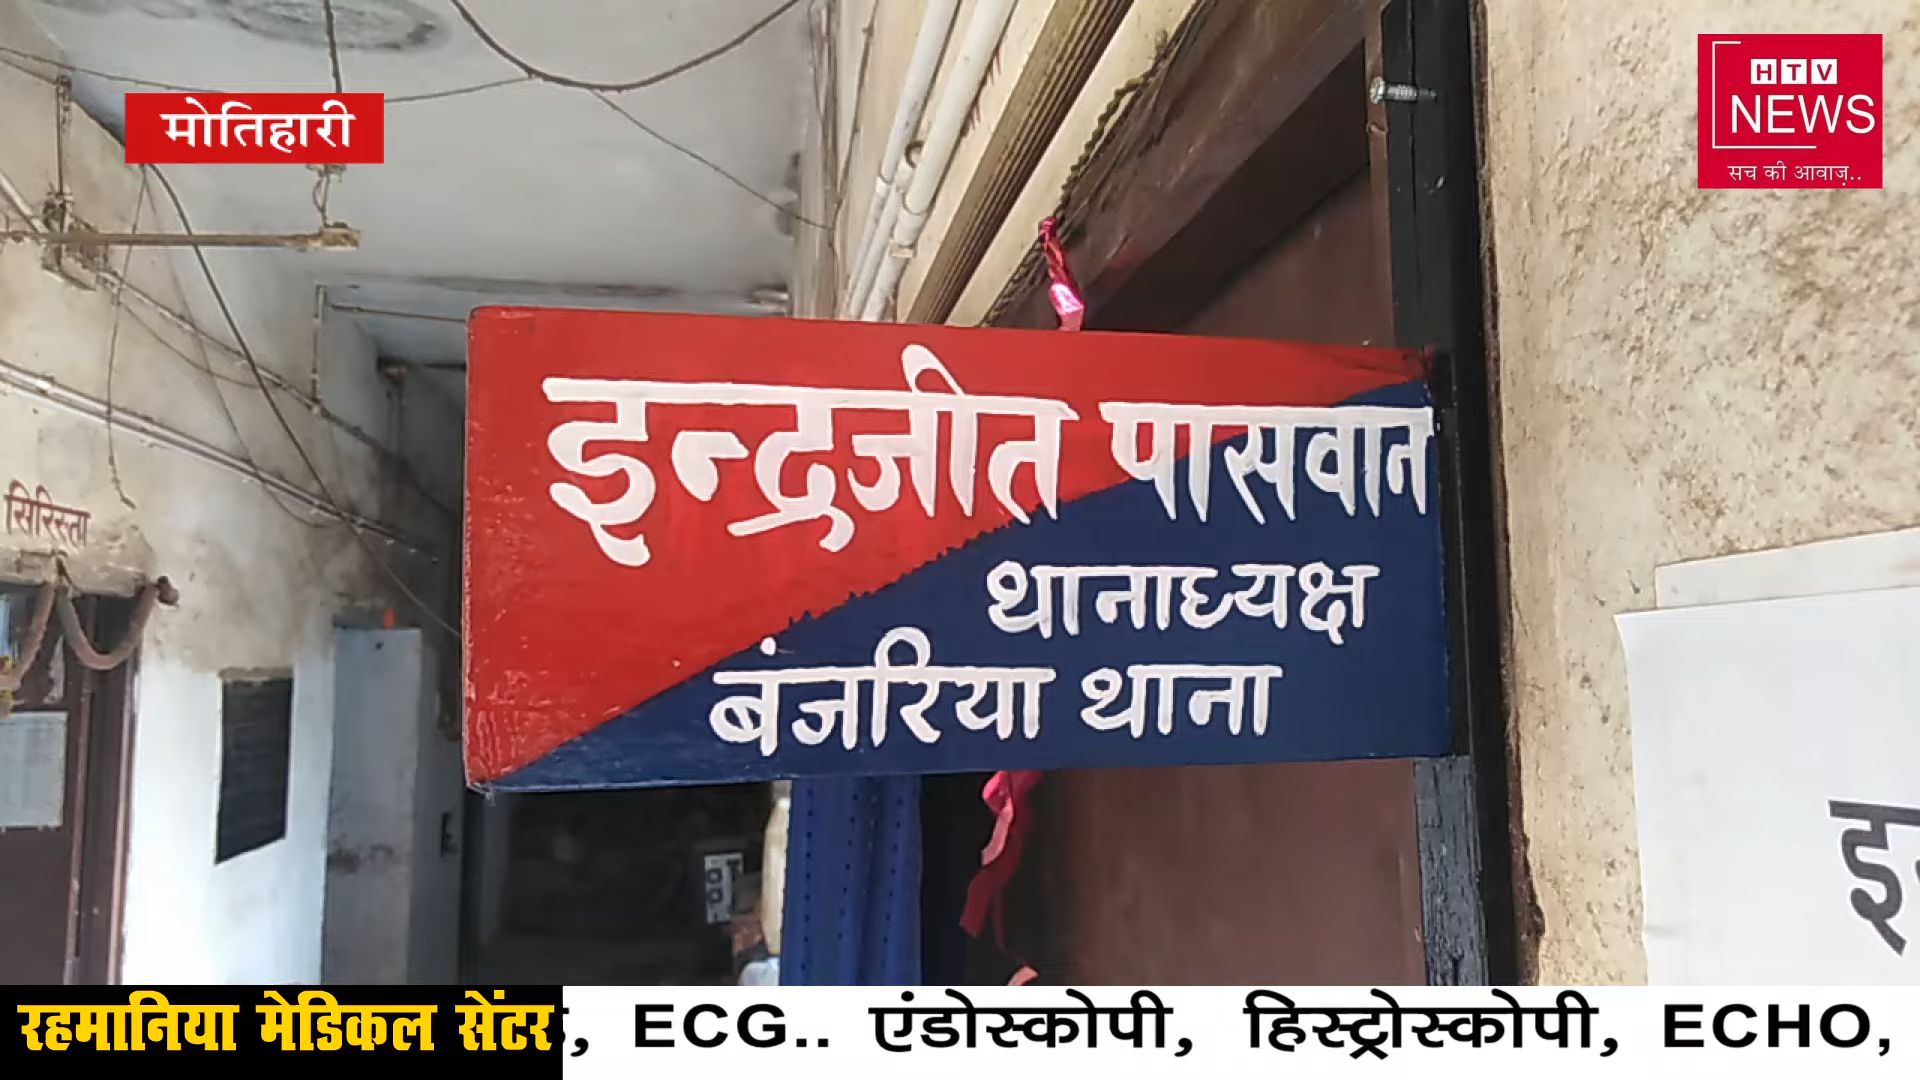 मोतिहारी
HTV
NEWS
सच की आवाज़..
सिरिस्ता
इन्द्रजीत पासवान
थानाध्यक्ष
बंजरिया थाना
रहमानिया मेडिकल सेंटर , ECG.. एंडोस्कोपी, हिस्ट्रोस्कोपी, ECHO,